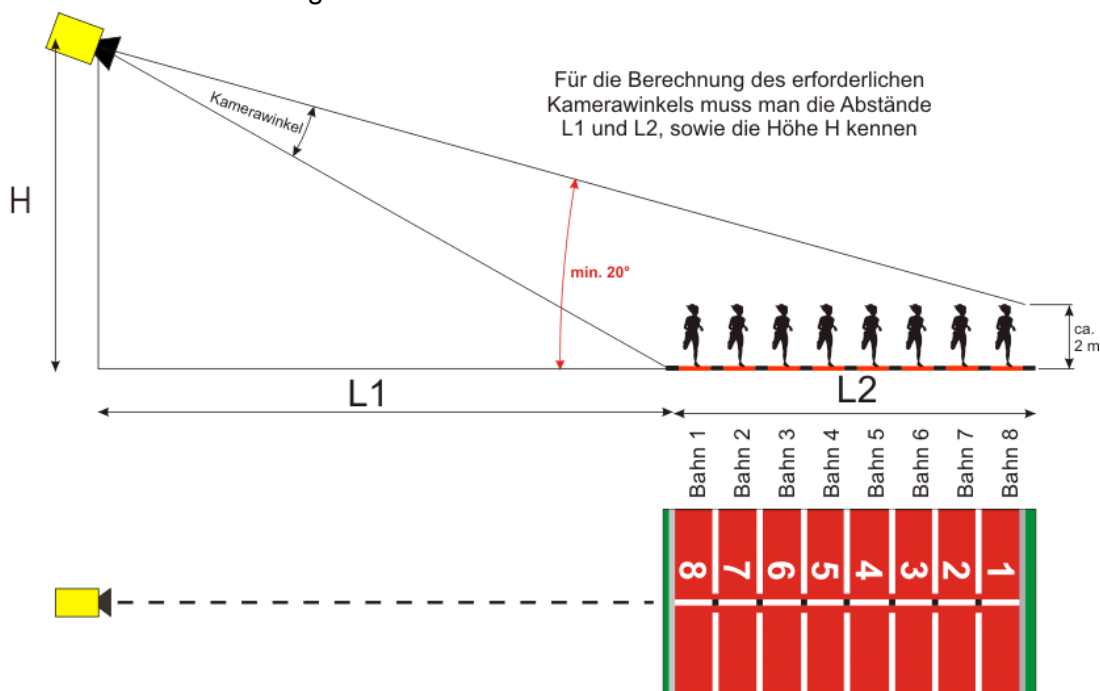 Für die Berechnung des erforderlichen
Kamerawinkels muss man die Abstände
L1 und L2, sowie die Höhe H kennen
Kamerawinkel
H
min. 20°
ca.
2 m
L1
L2
Bahn 1
Bahn 2
Bahn 3
Bahn 4
Bahn 5
Bahn 6
Bahn 7
Bahn 8
8 7 6 5 4 3 2 1